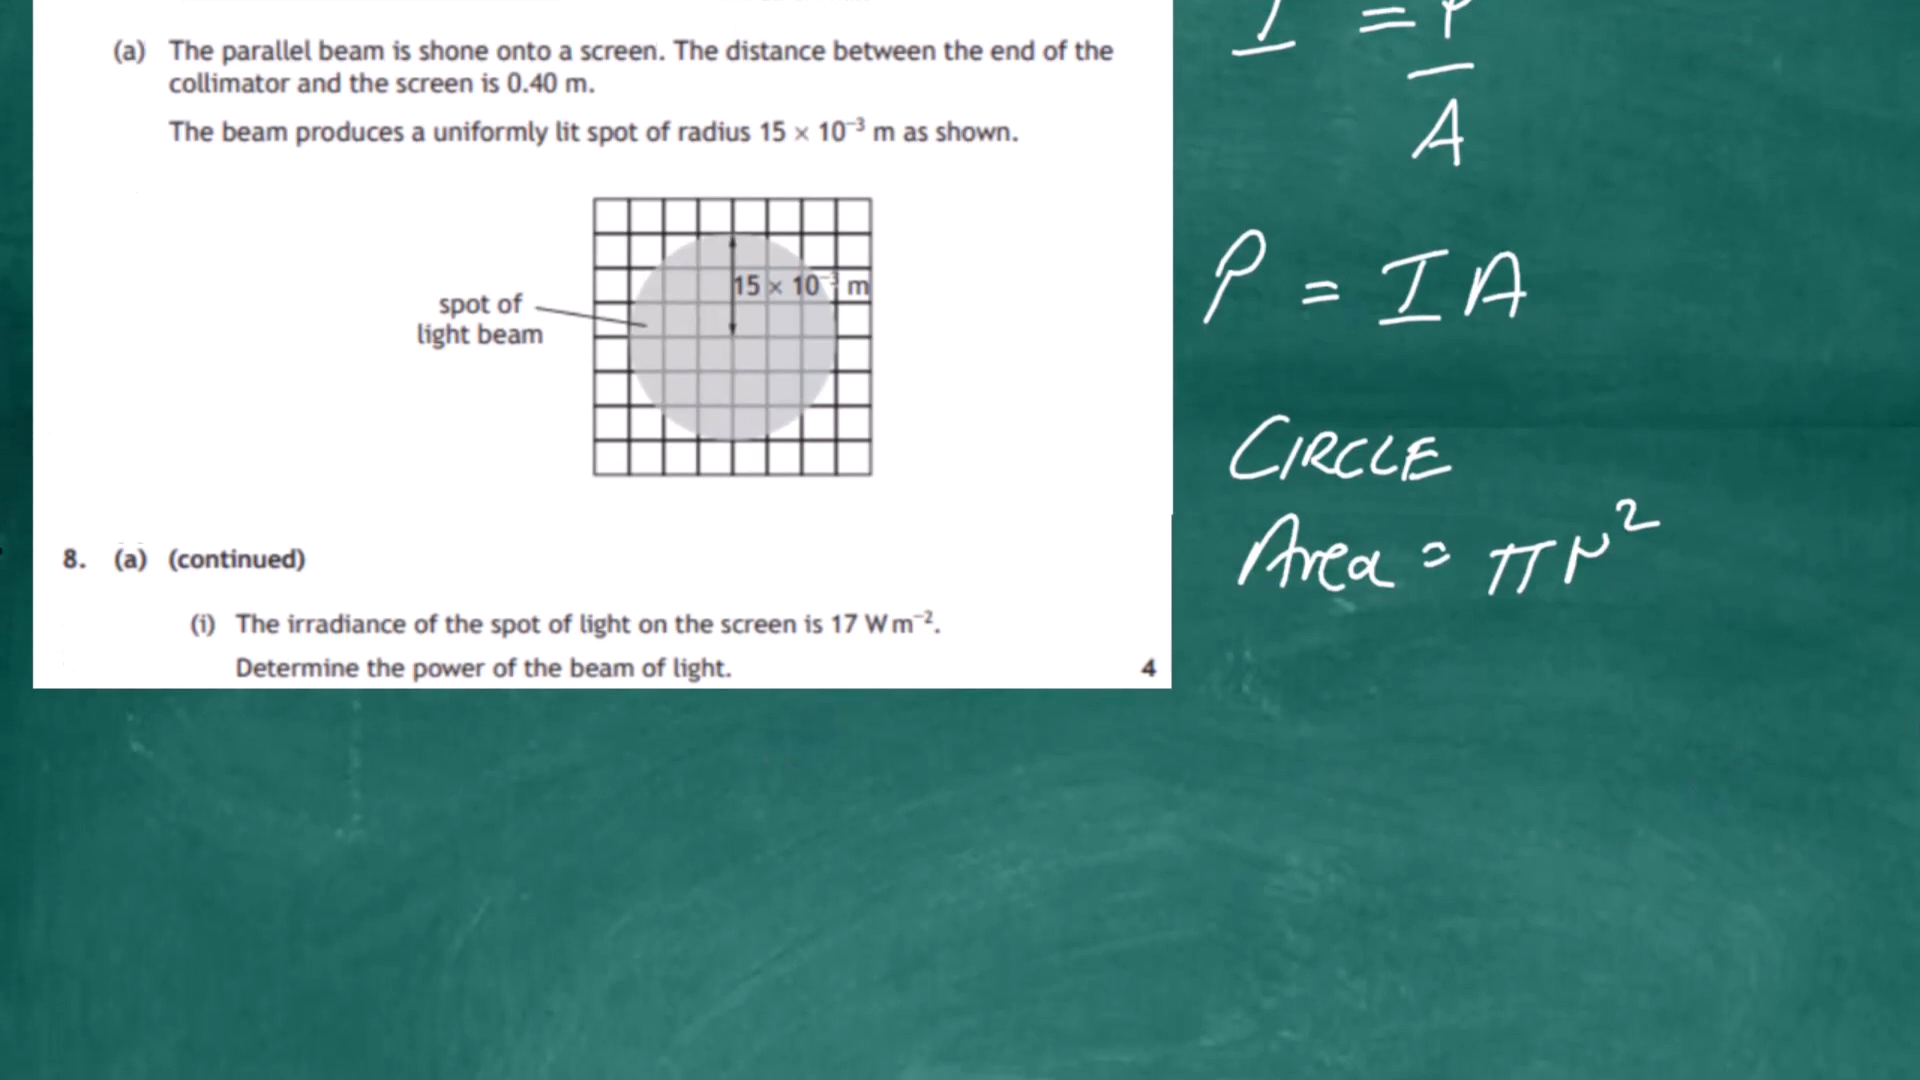 (a) The parallel beam is shone onto a screen. The distance between the end of the
collimator and the screen is 0.40 m.
The beam produces a uniformly lit spot of radius 15 × 10⁻³ m as shown.
15 × 10⁻³ m
spot of
light beam
8. (a) (continued)
(i) The irradiance of the spot of light on the screen is 17 W m⁻².
Determine the power of the beam of light. 4
I = P
A
P = I A
CIRCLE
Area = πr²